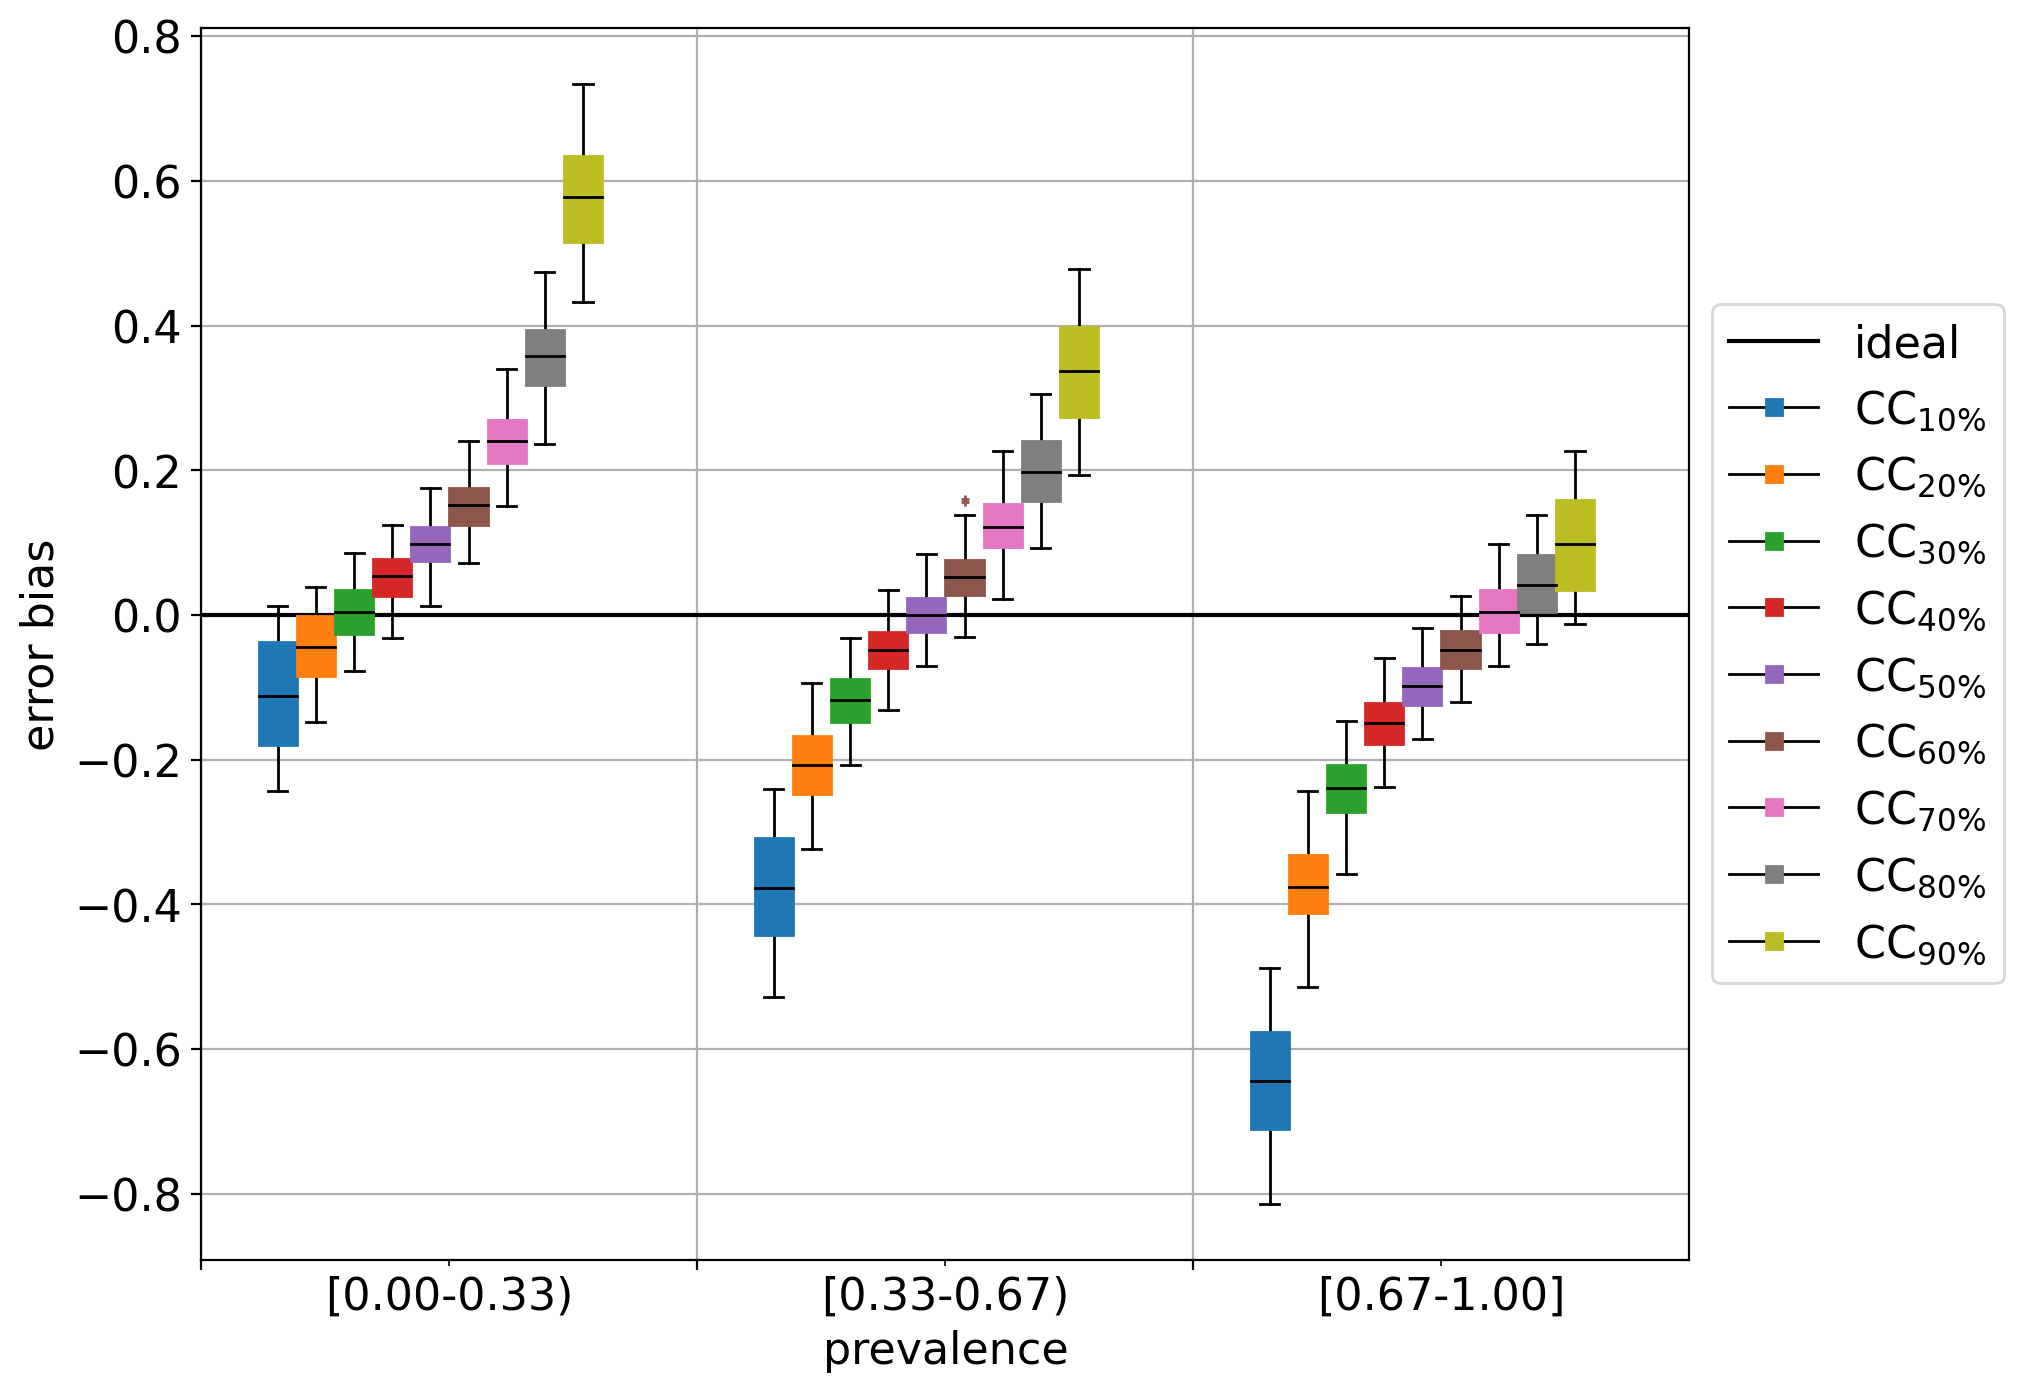 0.8
0.6
0.4
0.2
0.0
−0.2
−0.4
−0.6
−0.8
error bias
[0.00-0.33)
[0.33-0.67)
[0.67-1.00]
prevalence
ideal
CC10%
CC20%
CC30%
CC40%
CC50%
CC60%
CC70%
CC80%
CC90%